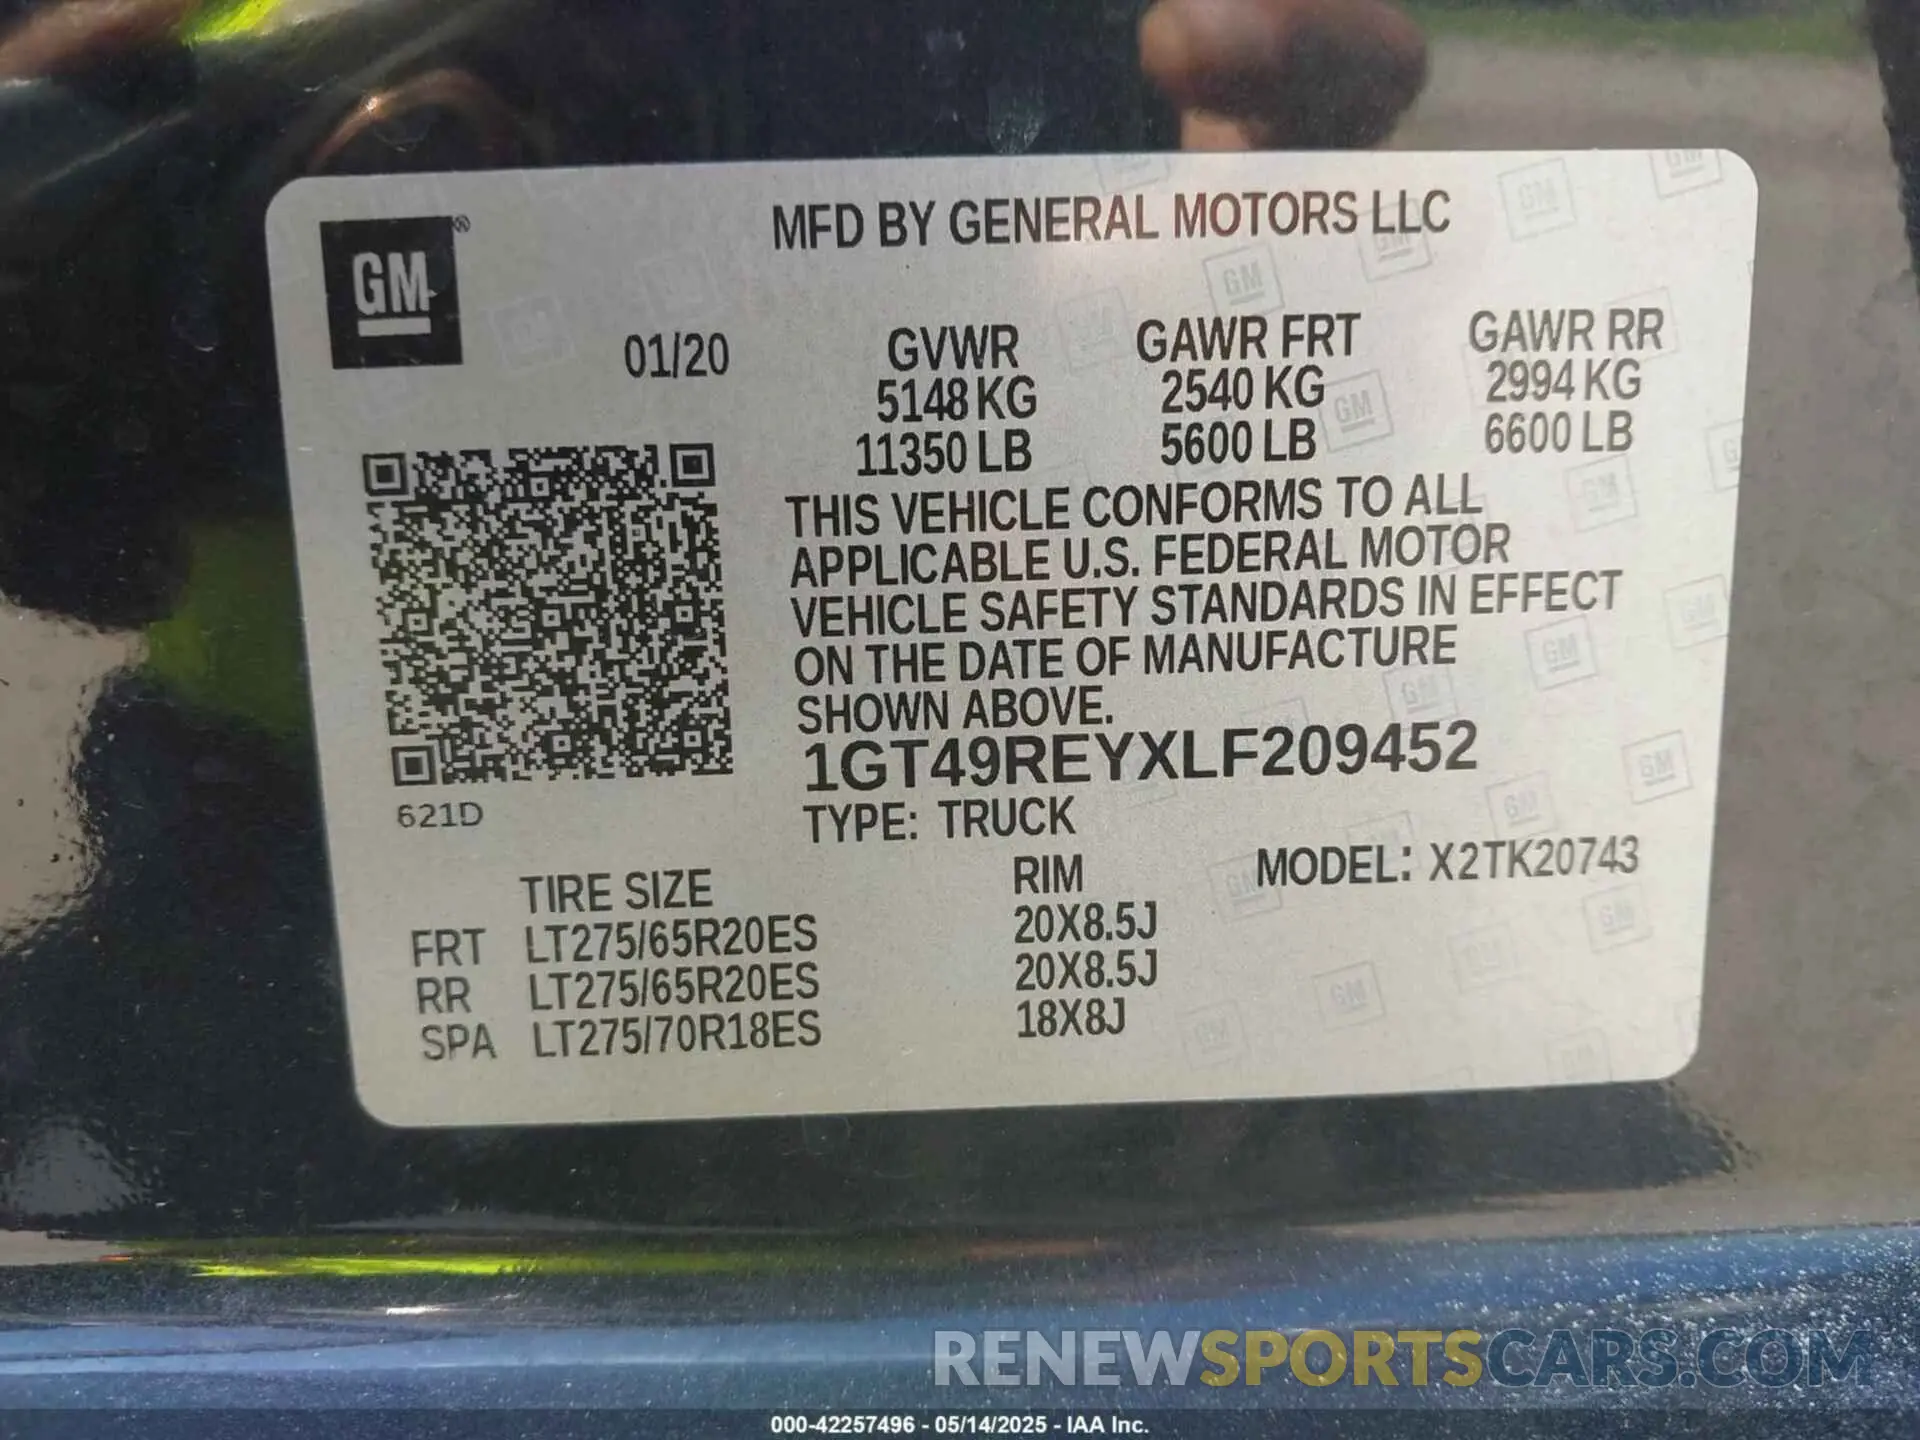 MFD BY GENERAL MOTORS LLC
GM®
01/20 GVWR GAWR FRT GAWR RR
5148 KG 2540 KG 2994 KG
11350 LB 5600 LB 6600 LB
THIS VEHICLE CONFORMS TO ALL
APPLICABLE U.S. FEDERAL MOTOR
VEHICLE SAFETY STANDARDS IN EFFECT
ON THE DATE OF MANUFACTURE
SHOWN ABOVE.
1GT49REYXLF209452
621D
TYPE: TRUCK
MODEL: X2TK20743
TIRE SIZE RIM
FRT LT275/65R20ES 20X8.5J
RR LT275/65R20ES 20X8.5J
SPA LT275/70R18ES 18X8J
RENEWSPORTSCARS.COM
000-42257496 - 05/14/2025 - IAA Inc.